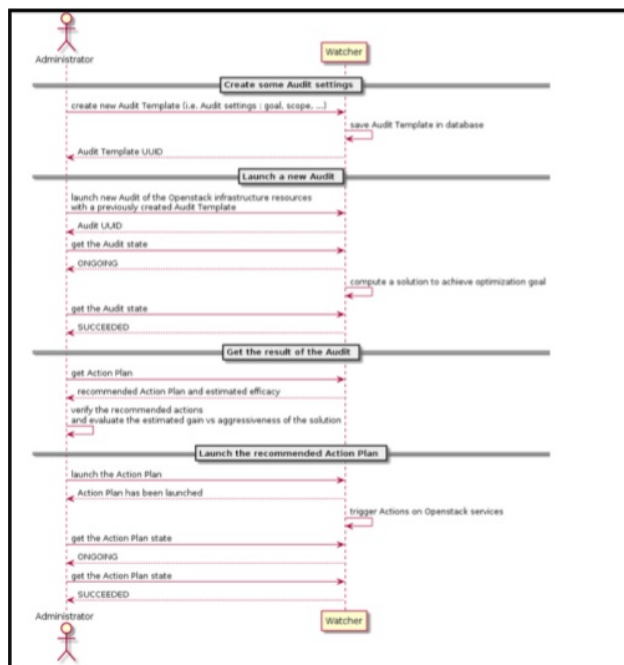 Administrator
Watcher
Create some Audit settings
create new Audit Template (i.e. Audit settings : goal, scope, ...)
save Audit Template in database
Audit Template UUID
Launch a new Audit
launch new Audit of the Openstack infrastructure resources
with a previously created Audit Template
Audit UUID
get the Audit state
ONGOING
compute a solution to achieve optimization goal
get the Audit state
SUCCEEDED
Get the result of the Audit
get Action Plan
recommended Action Plan and estimated efficacy
verify the recommended actions
and evaluate the estimated gain vs aggressiveness of the solution
Launch the recommended Action Plan
launch the Action Plan
Action Plan has been launched
trigger Actions on Openstack services
get the Action Plan state
ONGOING
get the Action Plan state
SUCCEEDED
Administrator
Watcher